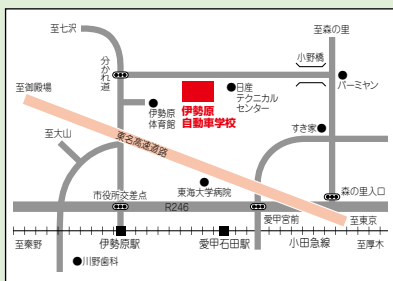 至七沢
至森の里
分かれ道
小野橋
至御殿場
日産
テクニカル
センター
バーミヤン
伊勢原
体育館
伊勢原
自動車学校
至大山
東名高速道路
すき家
東海大学病院
森の里入口
市役所交差点
R246
愛甲宮前
至東京
至秦野
伊勢原駅
愛甲石田駅
小田急線
至厚木
川野歯科